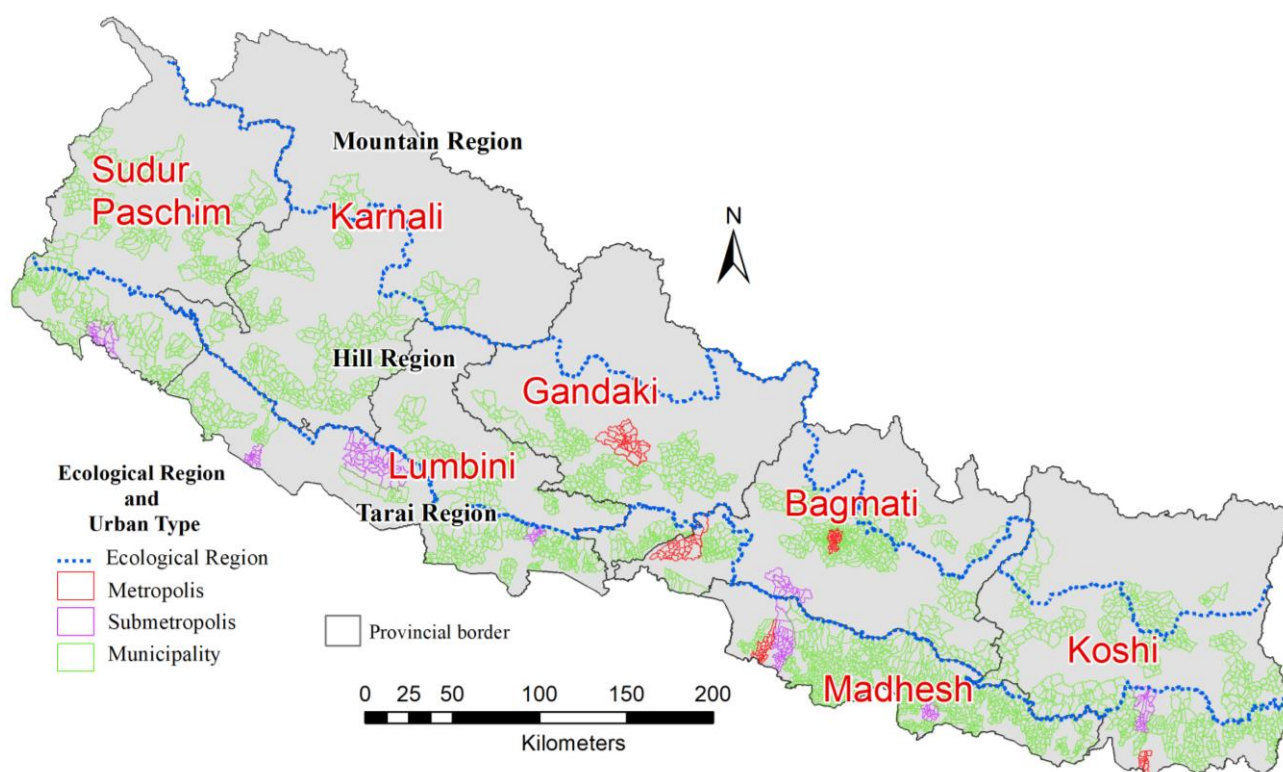 Mountain Region
Sudur
Paschim
Karnali
N
Hill Region
Gandaki
Lumbini
Tarai Region
Bagmati
Koshi
Madhesh
Ecological Region
and
Urban Type
Ecological Region
Metropolis
Submetropolis
Municipality
Provincial border
0 25 50 100 150 200
Kilometers